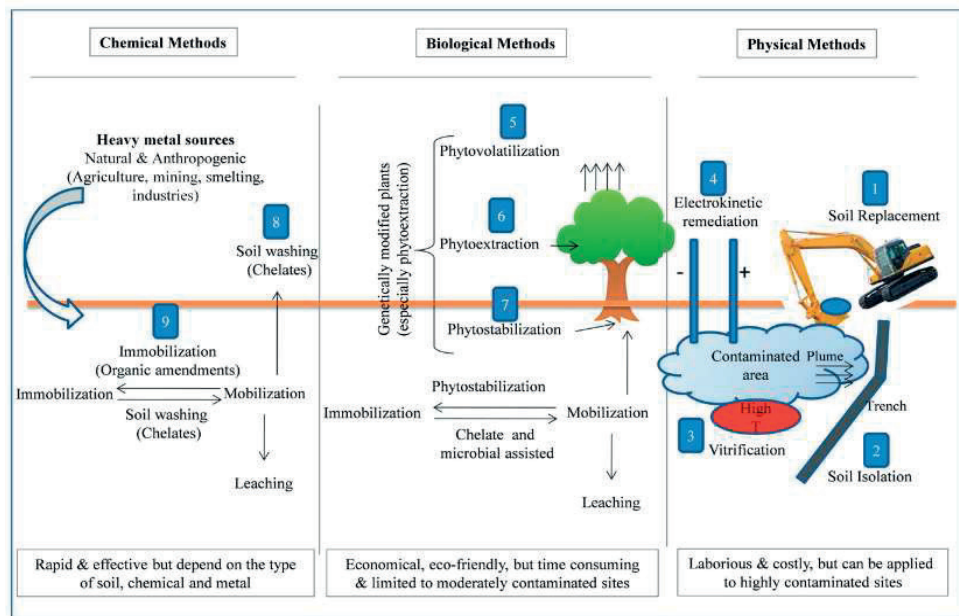 Chemical Methods
Heavy metal sources
Natural & Anthropogenic
(Agriculture, mining, smelting,
industries)
8
Soil washing
(Chelates)
9
Immobilization
(Organic amendments)
Immobilization
Mobilization
Soil washing
(Chelates)
Leaching
Rapid & effective but depend on the type
of soil, chemical and metal
Biological Methods
Genetically modified plants
(especially phytoextraction)
5
Phytovolatilization
6
Phytoextraction
7
Phytostabilization
Phytostabilization
Immobilization
Mobilization
Chelate and
microbial assisted
Leaching
Economical, eco-friendly, but time consuming
& limited to moderately contaminated sites
Physical Methods
4
Electrokinetic
remediation
1
Soil Replacement
- +
Contaminated
area
Plume
High
T
3
Vitrification
Trench
2
Soil Isolation
Laborious & costly, but can be applied
to highly contaminated sites